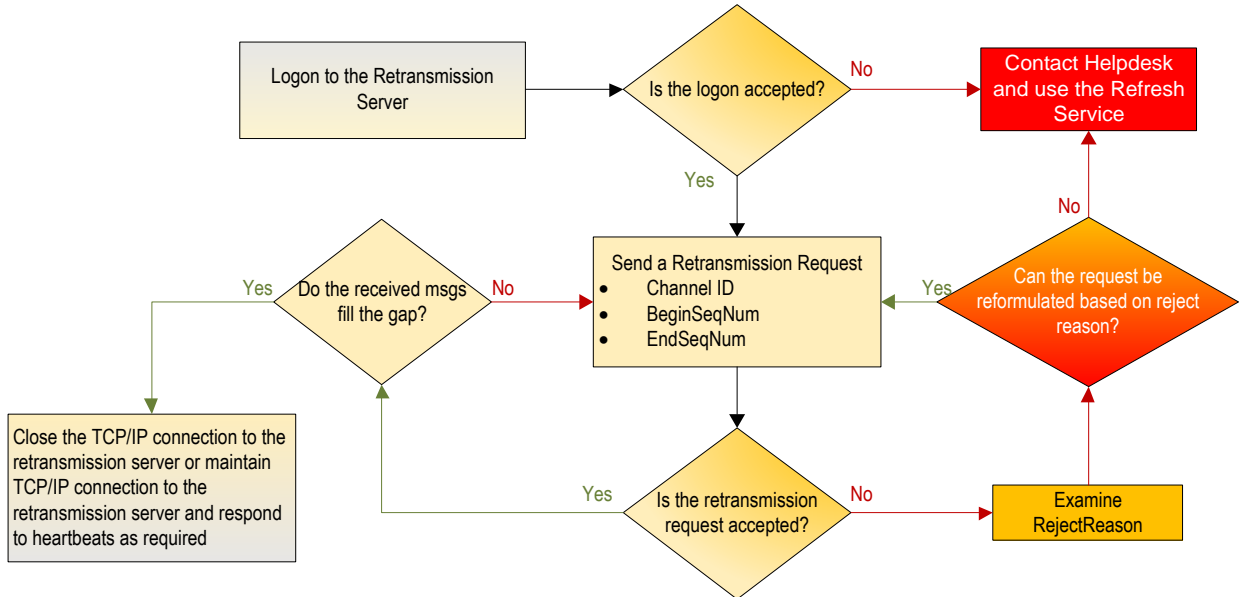 Logon to the Retransmission
Server
Is the logon accepted?
No
Contact Helpdesk
and use the Refresh
Service
Yes
No
Send a Retransmission Request
• Channel ID
• BeginSeqNum
• EndSeqNum
Yes
Do the received msgs
fill the gap?
No
Yes
Can the request be
reformulated based on reject
reason?
Close the TCP/IP connection to the
retransmission server or maintain
TCP/IP connection to the
retransmission server and respond
to heartbeats as required
Yes
Is the retransmission
request accepted?
No
Examine
RejectReason